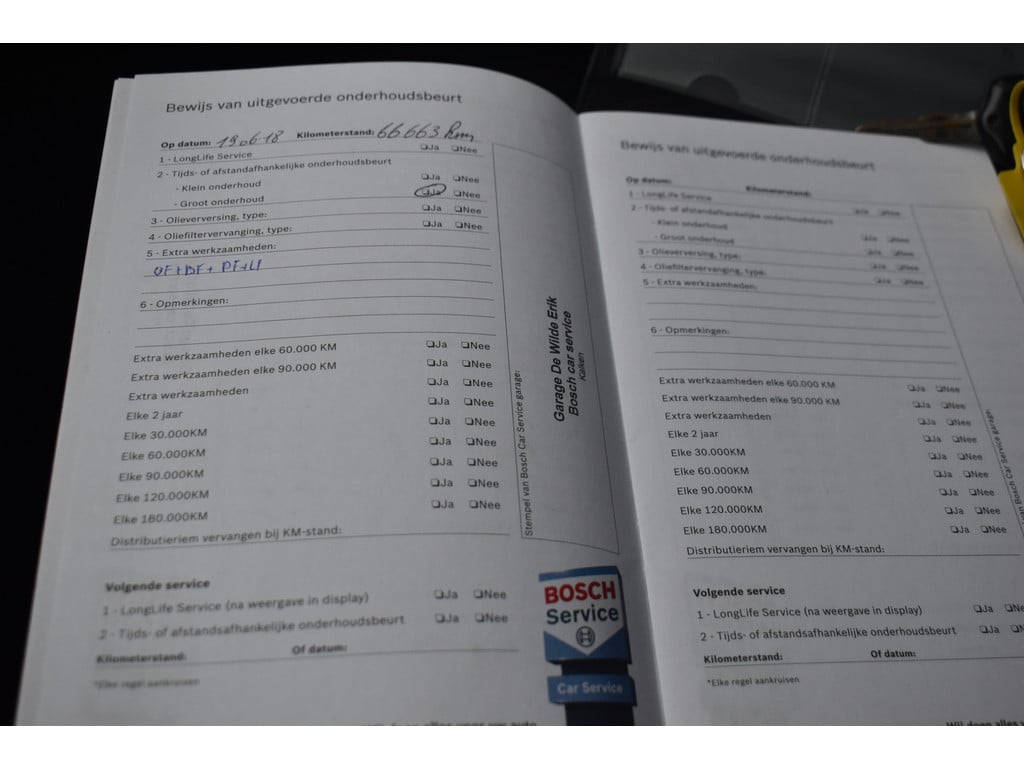 Bewijs van uitgevoerde onderhoudsbeurt
Op datum: 190618 Kilometerstand: 66663 km
1 - LongLife Service ❑Ja ❑Nee
2 - Tijds- of afstandafhankelijke onderhoudsbeurt
- Klein onderhoud ❑Ja ❑Nee
- Groot onderhoud ❑Ja ❑Nee
3 - Olieverversing, type: ❑Ja ❑Nee
4 - Oliefiltervervanging, type: ❑Ja ❑Nee
5 - Extra werkzaamheden:
OF+BF+ PF+LF
6 - Opmerkingen:
Extra werkzaamheden elke 60.000 KM ❑Ja ❑Nee
Extra werkzaamheden elke 90.000 KM ❑Ja ❑Nee
Extra werkzaamheden ❑Ja ❑Nee
Elke 2 jaar ❑Ja ❑Nee
Elke 30.000KM ❑Ja ❑Nee
Elke 60.000KM ❑Ja ❑Nee
Elke 90.000KM ❑Ja ❑Nee
Elke 120.000KM ❑Ja ❑Nee
Elke 180.000KM ❑Ja ❑Nee
Distributieriem vervangen bij KM-stand:
Stempel van Bosch Car Service garage:
Garage De Wilde Erik
Bosch car service
Kalken
Volgende service
1 - LongLife Service (na weergave in display) ❑Ja ❑Nee
2 - Tijds- of afstandsafhankelijke onderhoudsbeurt ❑Ja ❑Nee
Kilometerstand: Of datum:
*Elke regel aankruisen
BOSCH
Service
Car Service
Bewijs van uitgevoerde onderhoudsbeurt
Op datum: Kilometerstand:
1 - LongLife Service ❑Ja ❑Nee
2 - Tijds- of afstandafhankelijke onderhoudsbeurt
- Klein onderhoud ❑Ja ❑Nee
- Groot onderhoud ❑Ja ❑Nee
3 - Olieverversing, type: ❑Ja ❑Nee
4 - Oliefiltervervanging, type: ❑Ja ❑Nee
5 - Extra werkzaamheden:
6 - Opmerkingen:
Extra werkzaamheden elke 60.000 KM ❑Ja ❑Nee
Extra werkzaamheden elke 90.000 KM ❑Ja ❑Nee
Extra werkzaamheden ❑Ja ❑Nee
Elke 2 jaar ❑Ja ❑Nee
Elke 30.000KM ❑Ja ❑Nee
Elke 60.000KM ❑Ja ❑Nee
Elke 90.000KM ❑Ja ❑Nee
Elke 120.000KM ❑Ja ❑Nee
Elke 180.000KM ❑Ja ❑Nee
Distributieriem vervangen bij KM-stand:
Bosch Car Service garage:
Volgende service
1 - LongLife Service (na weergave in display) ❑Ja
2 - Tijds- of afstandsafhankelijke onderhoudsbeurt ❑Ja
Kilometerstand: Of datum:
*Elke regel aankruisen